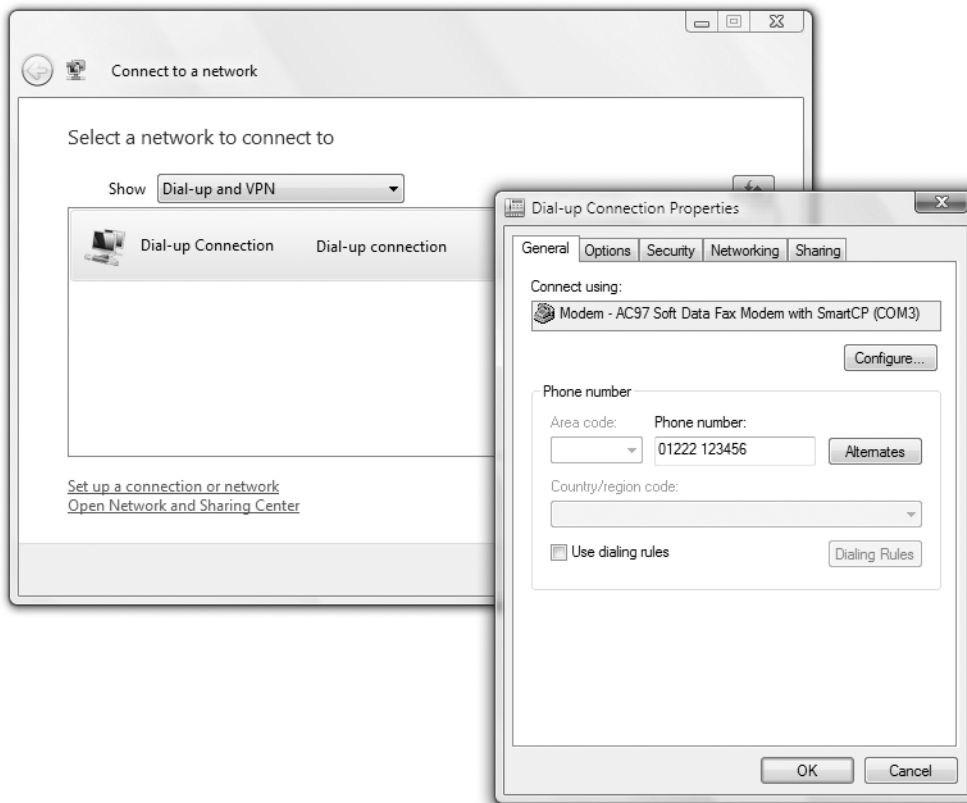 Connect to a network
Select a network to connect to
Show Dial-up and VPN
Dial-up Connection Dial-up connection
Set up a connection or network
Open Network and Sharing Center
Dial-up Connection Properties
General Options Security Networking Sharing
Connect using:
Modem - AC97 Soft Data Fax Modem with SmartCP (COM3)
Configure...
Phone number
Area code: Phone number:
01222 123456 Alternates
Country/region code:
Use dialing rules Dialing Rules
OK Cancel